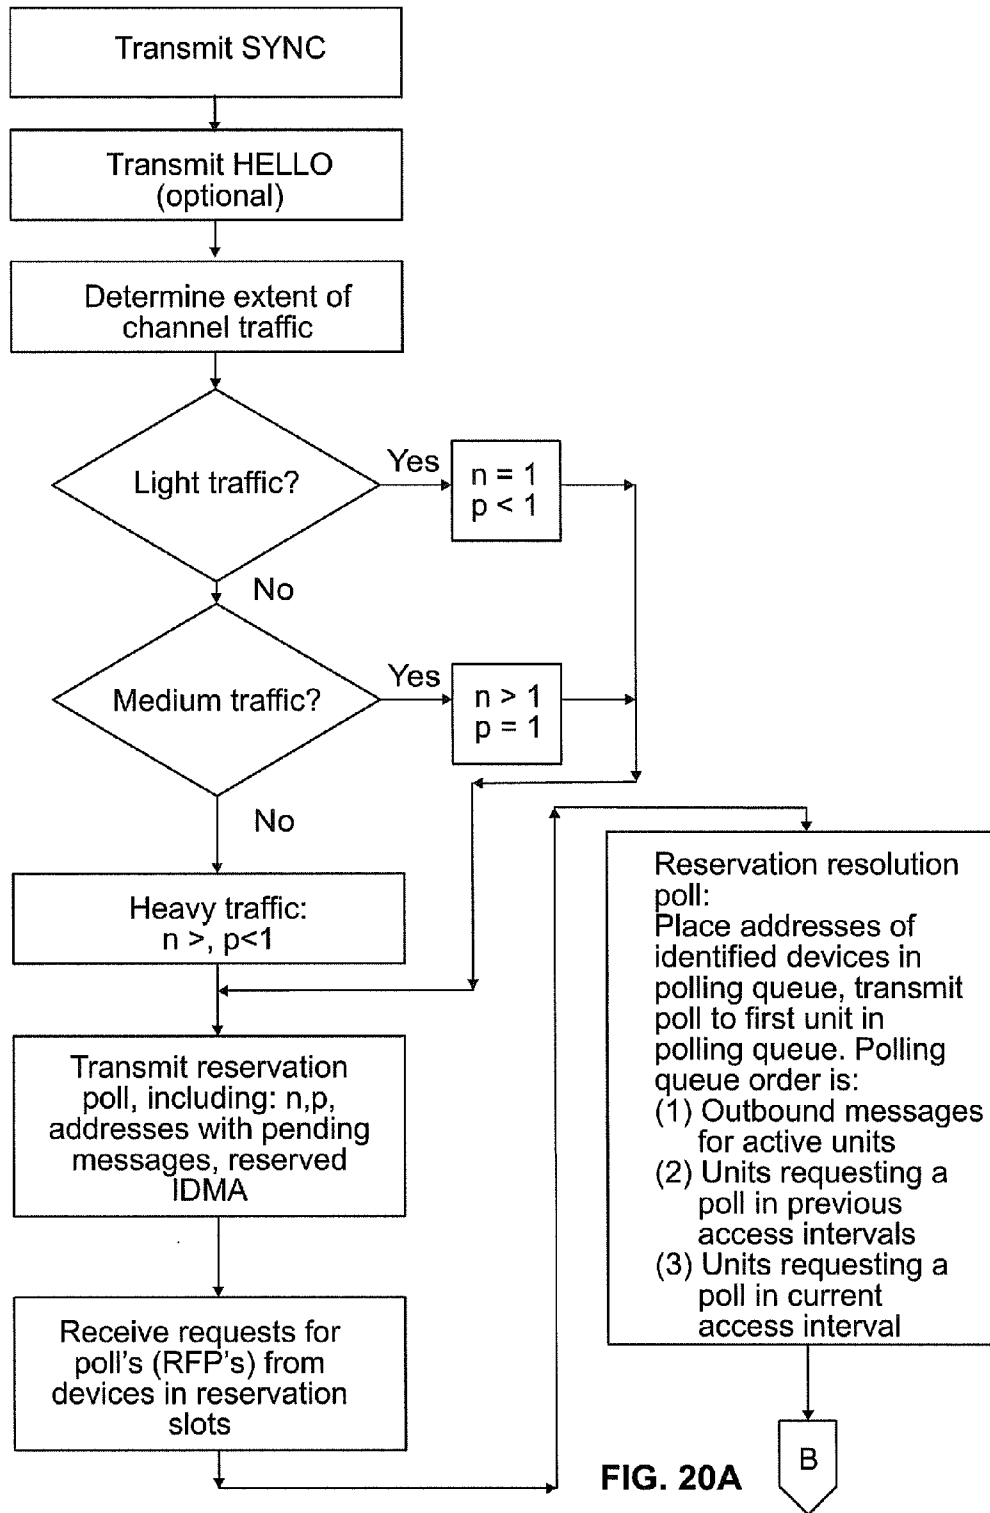 Transmit SYNC
Transmit HELLO
(optional)
Determine extent of
channel traffic
Light traffic?
Yes
n = 1
p < 1
No
Medium traffic?
Yes
n > 1
p = 1
No
Heavy traffic:
n >, p<1
Transmit reservation
poll, including: n,p,
addresses with pending
messages, reserved
IDMA
Receive requests for
poll's (RFP's) from
devices in reservation
slots
Reservation resolution
poll:
Place addresses of
identified devices in
polling queue, transmit
poll to first unit in
polling queue. Polling
queue order is:
(1) Outbound messages
for active units
(2) Units requesting a
poll in previous
access intervals
(3) Units requesting a
poll in current
access interval
B
FIG. 20A